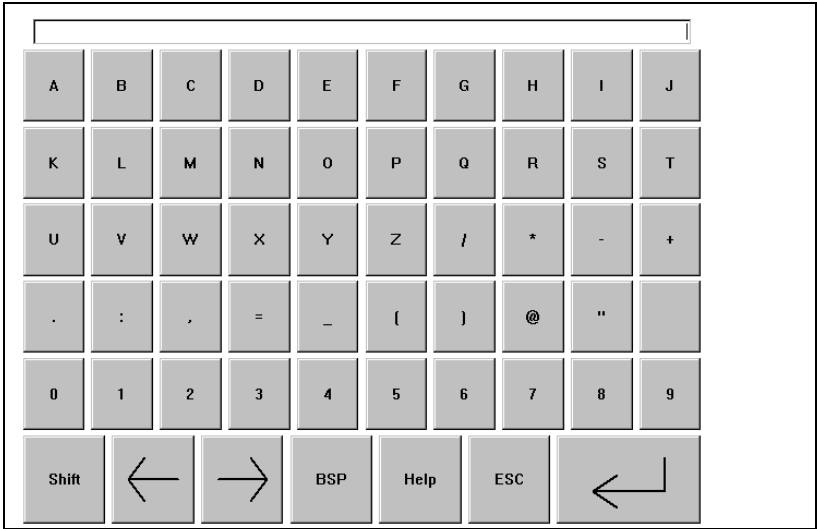 A B C D E F G H I J
K L M N O P Q R S T
U V W X Y Z / * - +
. : , = _ ( ) @ "
0 1 2 3 4 5 6 7 8 9
Shift BSP Help ESC